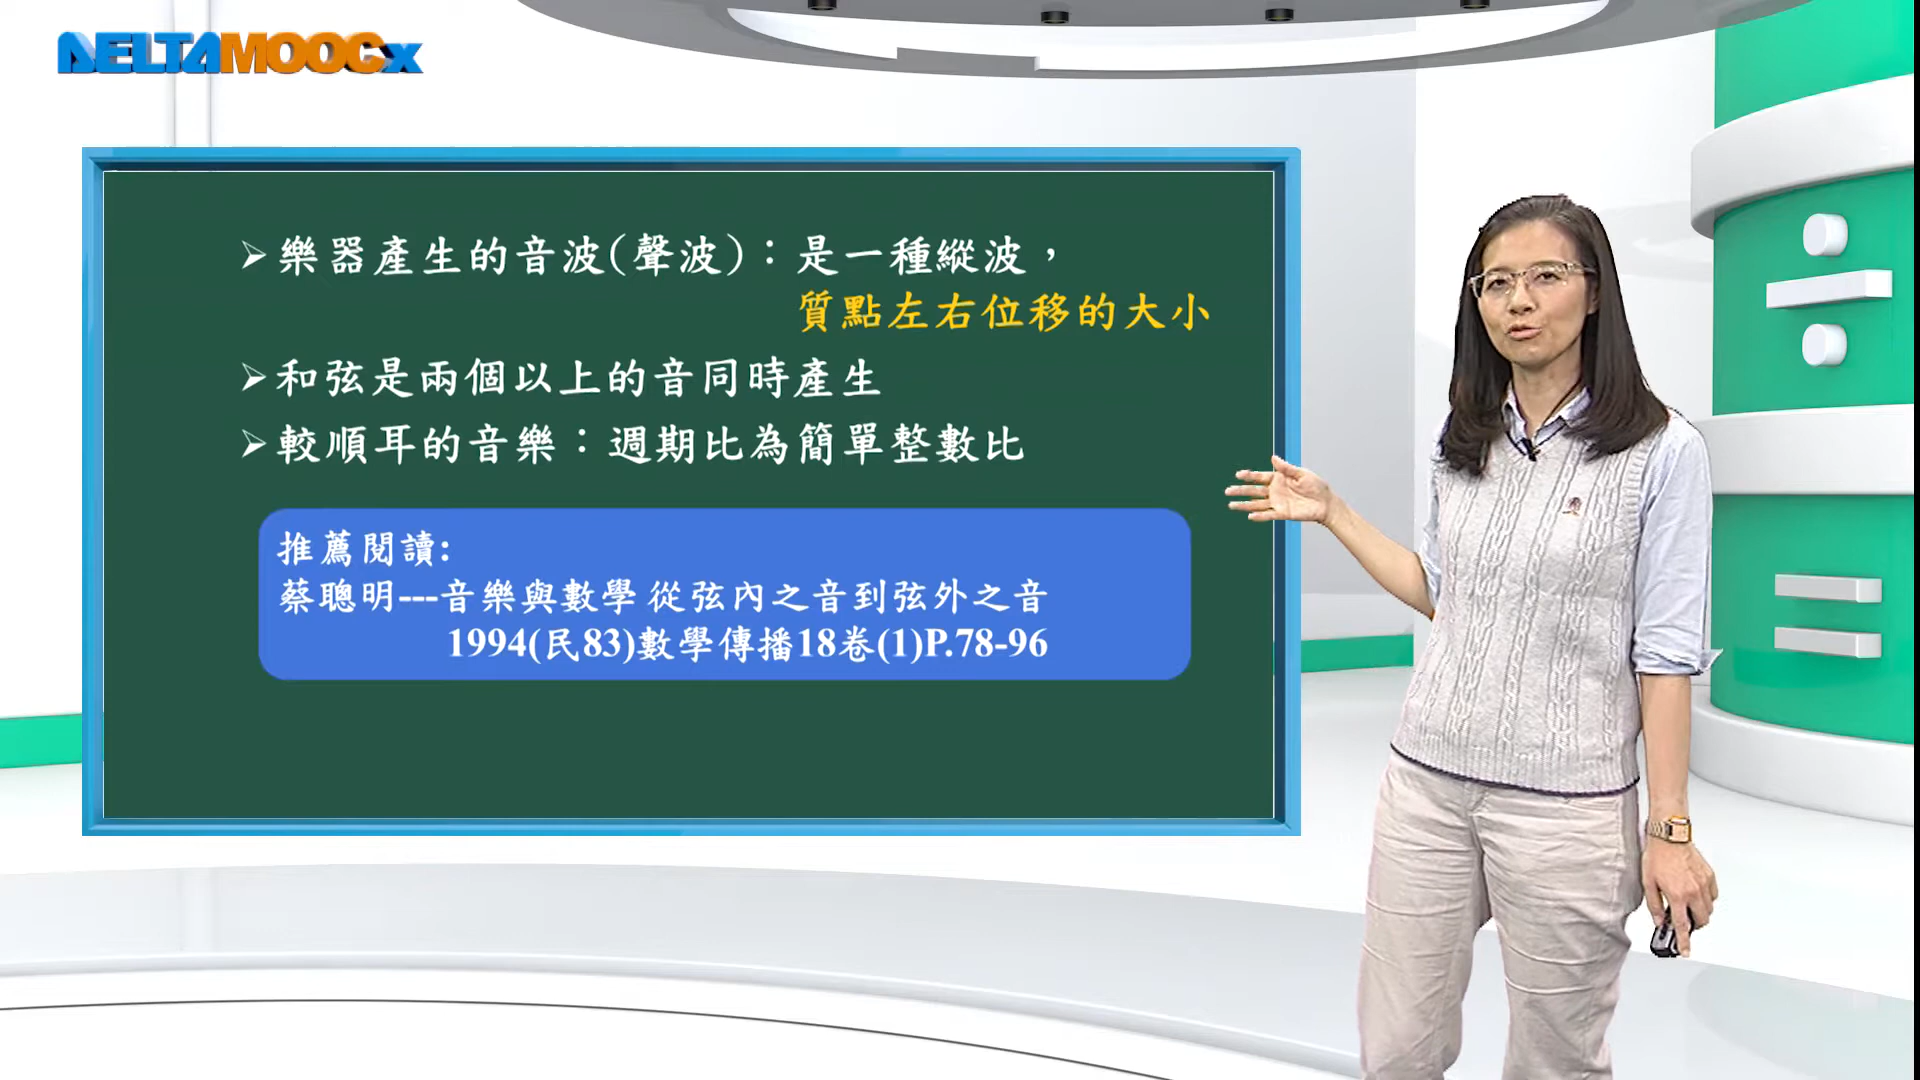 DELTAMOOCx
➢樂器產生的音波(聲波)：是一種縱波，
質點左右位移的大小
➢和弦是兩個以上的音同時產生
➢較順耳的音樂：週期比為簡單整數比
推薦閱讀:
蔡聰明---音樂與數學 從弦內之音到弦外之音
1994(民83)數學傳播18卷(1)P.78-96